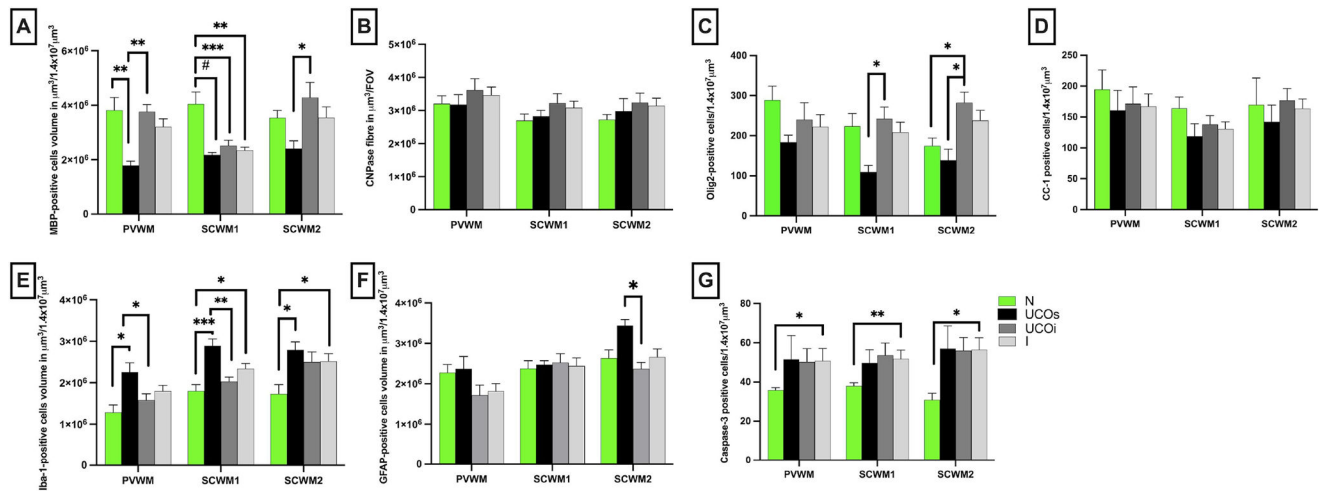 A
MBP-positive cells volume in µm³/1.4x10⁷µm³
6×10⁶
4×10⁶
2×10⁶
0
** ** ** *** # *
PVWM SCWM1 SCWM2
B
CNPase fibre in µm³/FOV
6×10⁶
5×10⁶
4×10⁶
3×10⁶
2×10⁶
1×10⁶
0
PVWM SCWM1 SCWM2
C
Olig2-positive cells/1.4x10⁷µm³
300
200
100
0
* * *
PVWM SCWM1 SCWM2
D
CC-1 positive cells/1.4x10⁷µm³
250
200
150
100
50
0
PVWM SCWM1 SCWM2
E
Iba-1-positive cells volume in µm³/1.4x10⁷µm³
4×10⁶
3×10⁶
2×10⁶
1×10⁶
0
* * *** ** * * *
PVWM SCWM1 SCWM2
F
GFAP-positive cells volume in µm³/1.4x10⁷µm³
4×10⁶
3×10⁶
2×10⁶
1×10⁶
0
*
PVWM SCWM1 SCWM2
G
Caspase-3 positive cells/1.4x10⁷µm³
80
60
40
20
0
* ** *
PVWM SCWM1 SCWM2
N
UCOs
UCOi
I